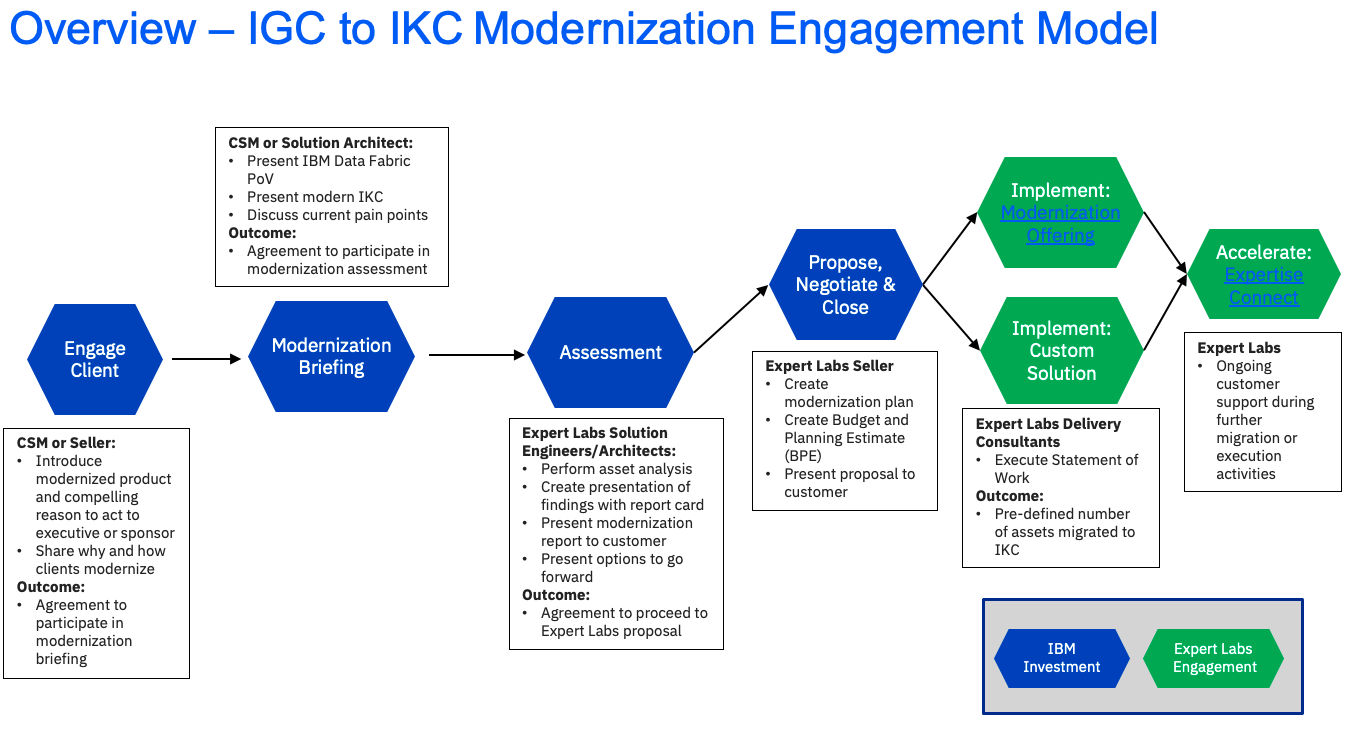 Overview – IGC to IKC Modernization Engagement Model
CSM or Solution Architect:
• Present IBM Data Fabric
PoV
• Present modern IKC
• Discuss current pain points
Outcome:
• Agreement to participate in
modernization assessment
Engage
Client
Modernization
Briefing
Assessment
Propose,
Negotiate &
Close
Implement:
Modernization
Offering
Implement:
Custom
Solution
Accelerate:
Expertise
Connect
CSM or Seller:
• Introduce
modernized product
and compelling
reason to act to
executive or sponsor
• Share why and how
clients modernize
Outcome:
• Agreement to
participate in
modernization
briefing
Expert Labs Solution
Engineers/Architects:
• Perform asset analysis
• Create presentation of
findings with report card
• Present modernization
report to customer
• Present options to go
forward
Outcome:
• Agreement to proceed to
Expert Labs proposal
Expert Labs Seller
• Create
modernization plan
• Create Budget and
Planning Estimate
(BPE)
• Present proposal to
customer
Expert Labs Delivery
Consultants
• Execute Statement of
Work
Outcome:
• Pre-defined number
of assets migrated to
IKC
Expert Labs
• Ongoing
customer
support during
further
migration or
execution
activities
IBM
Investment
Expert Labs
Engagement